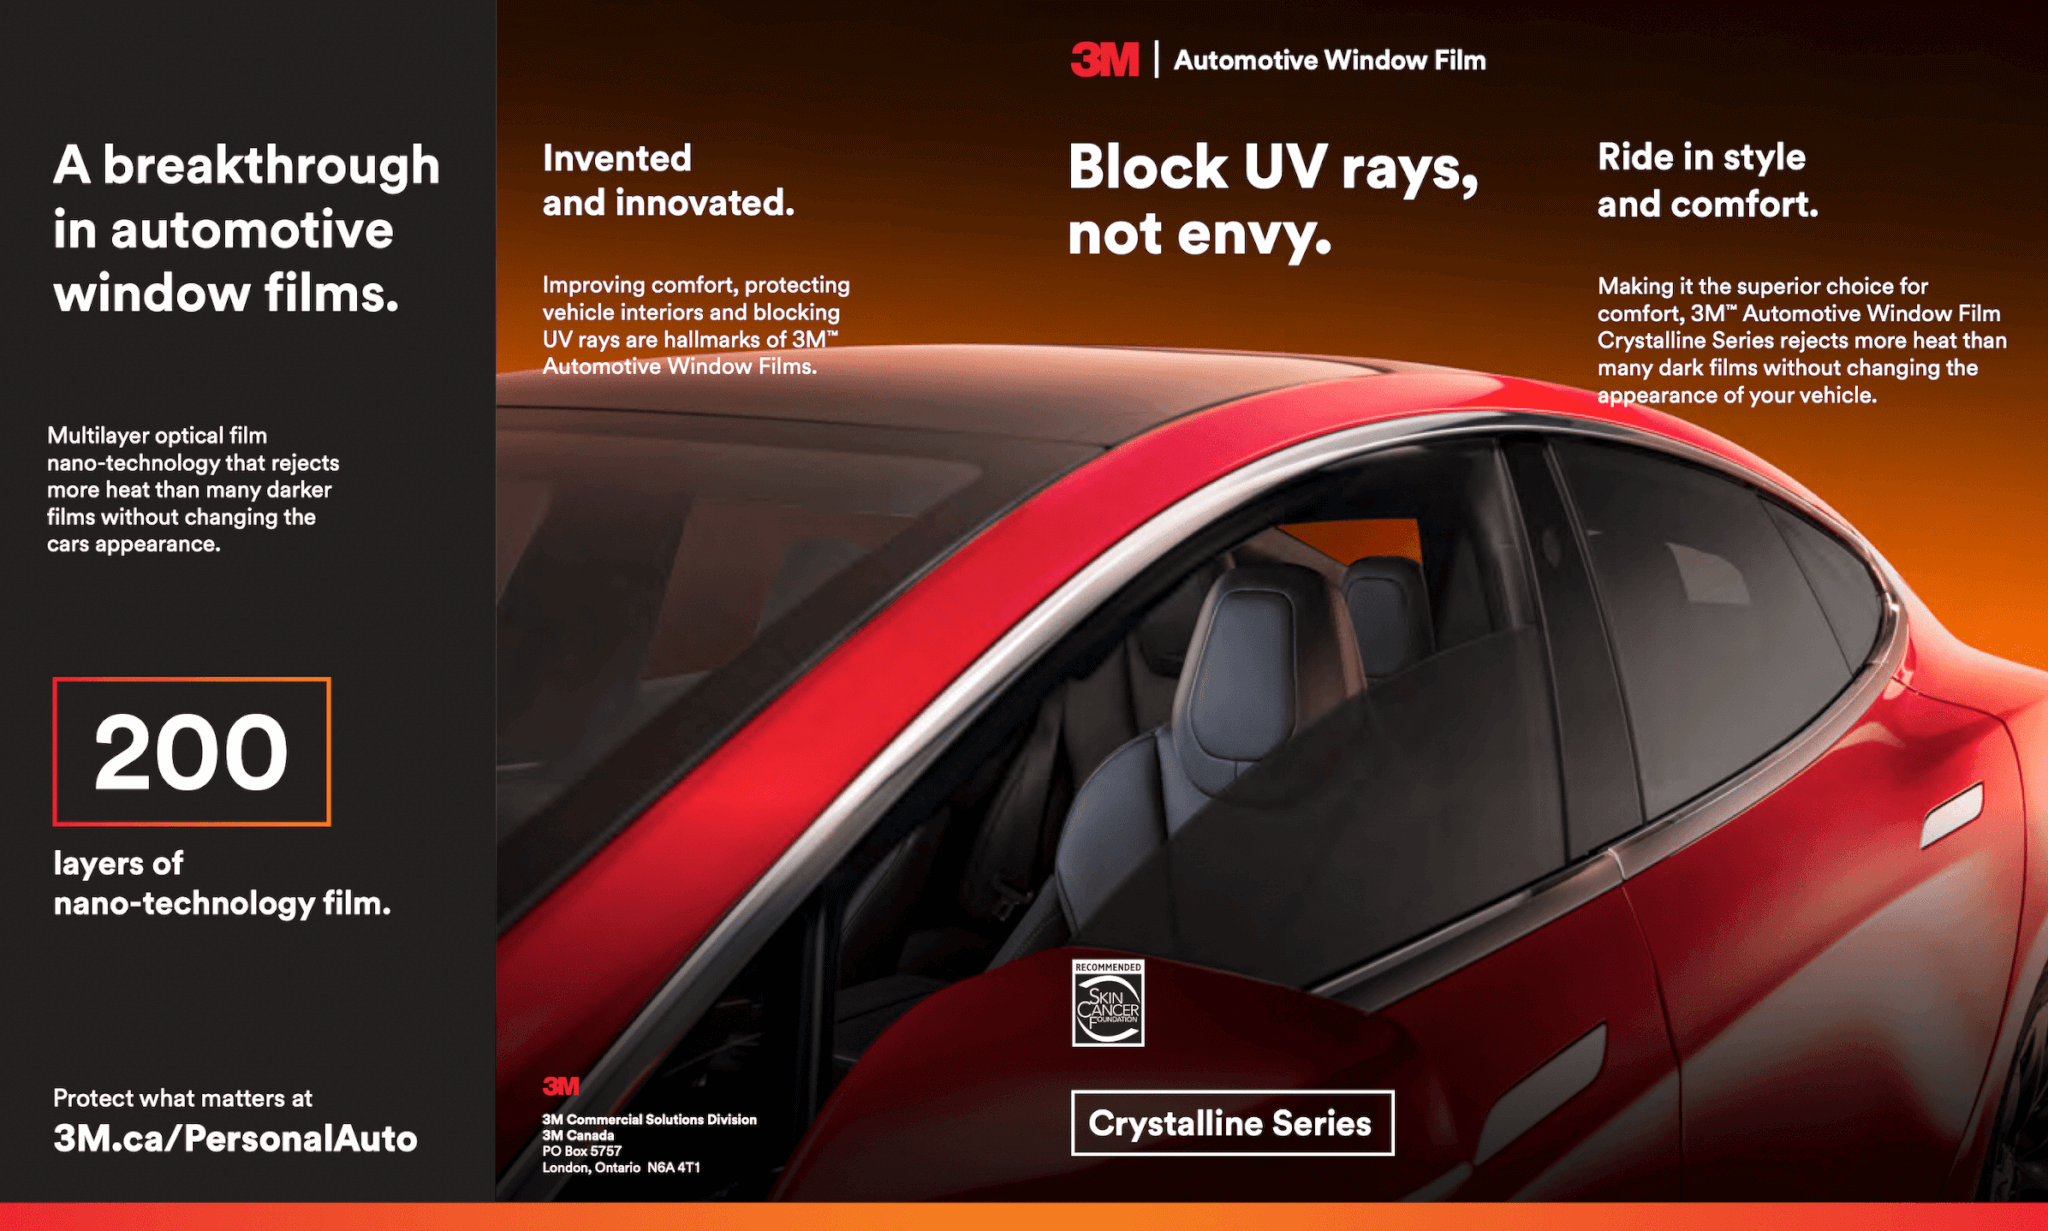 A breakthrough
in automotive
window films.
Multilayer optical film
nano-technology that rejects
more heat than many darker
films without changing the
cars appearance.
200
layers of
nano-technology film.
Protect what matters at
3M.ca/PersonalAuto
Invented
and innovated.
Improving comfort, protecting
vehicle interiors and blocking
UV rays are hallmarks of 3M™
Automotive Window Films.
3M
3M Commercial Solutions Division
3M Canada
PO Box 5757
London, Ontario N6A 4T1
3M | Automotive Window Film
Block UV rays,
not envy.
RECOMMENDED
SKIN
CANCER
FOUNDATION
Crystalline Series
Ride in style
and comfort.
Making it the superior choice for
comfort, 3M™ Automotive Window Film
Crystalline Series rejects more heat than
many dark films without changing the
appearance of your vehicle.